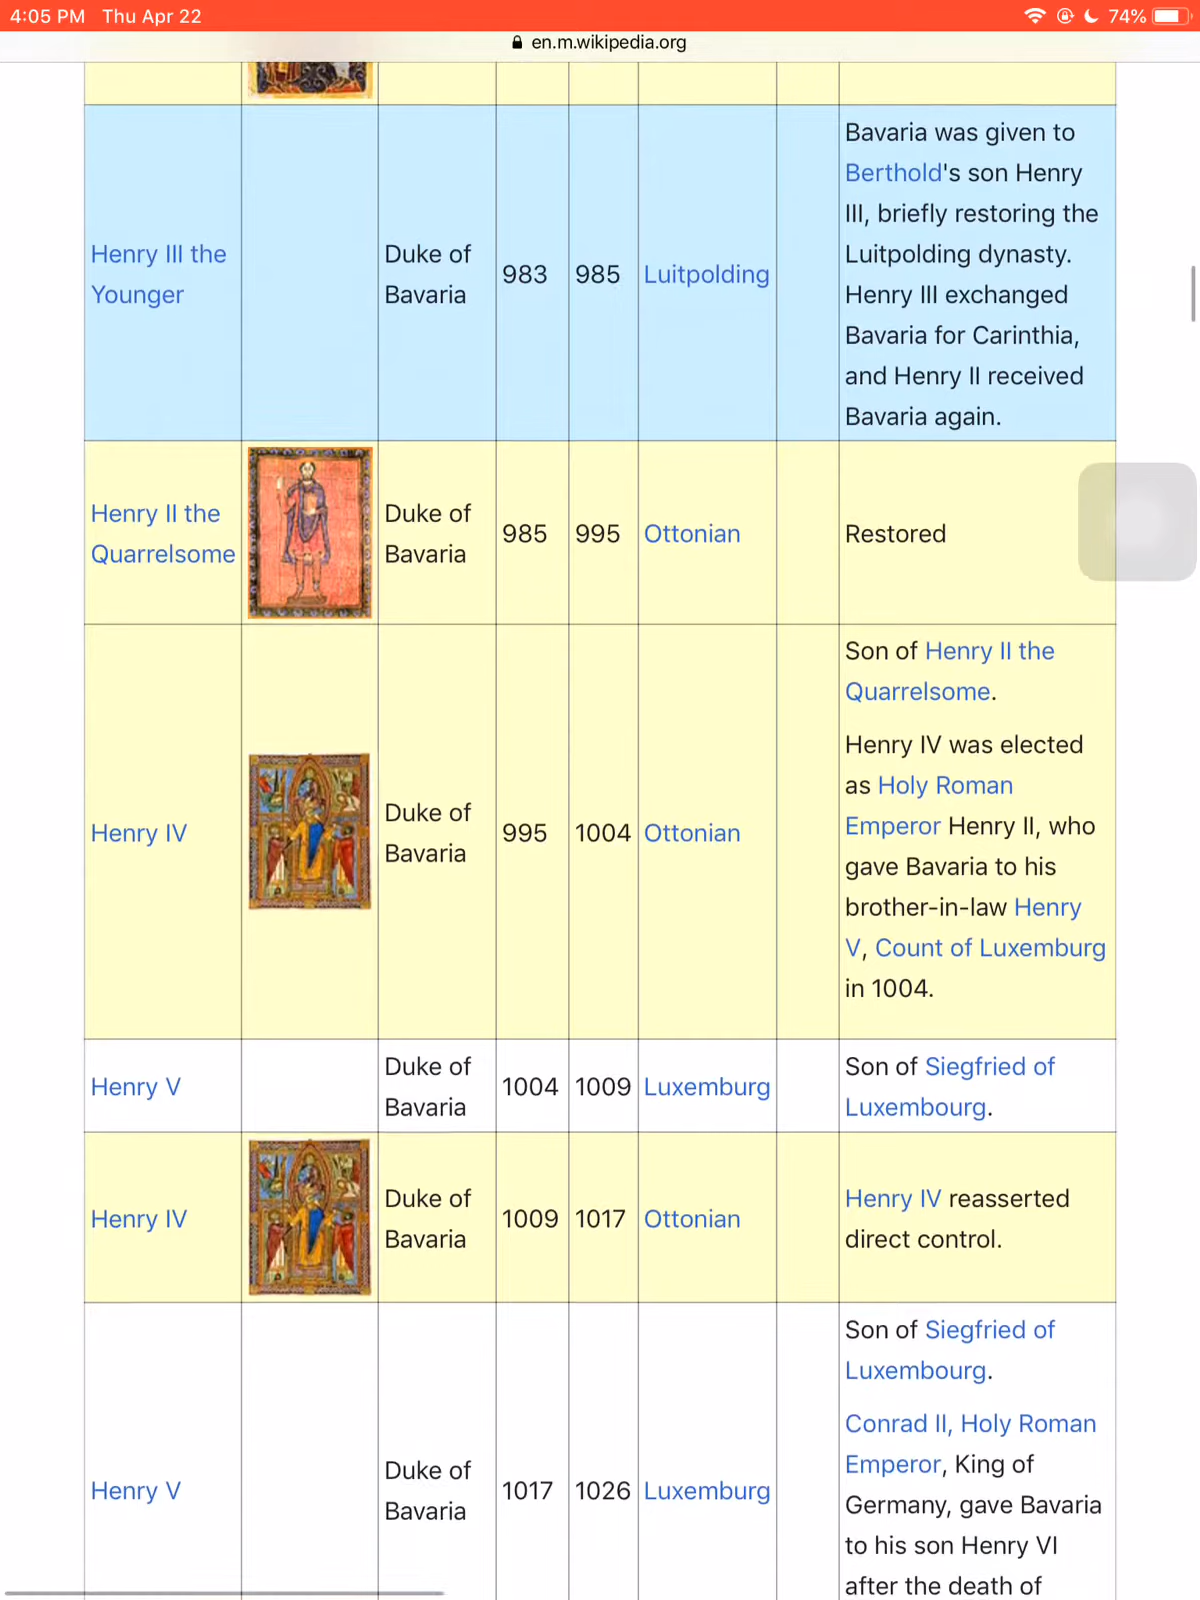 4:05 PM Thu Apr 22
74%
en.m.wikipedia.org
Henry III the
Younger
Duke of
Bavaria
983
985
Luitpolding
Bavaria was given to
Berthold's son Henry
III, briefly restoring the
Luitpolding dynasty.
Henry III exchanged
Bavaria for Carinthia,
and Henry II received
Bavaria again.
Henry II the
Quarrelsome
Duke of
Bavaria
985
995
Ottonian
Restored
Henry IV
Duke of
Bavaria
995
1004
Ottonian
Son of Henry II the
Quarrelsome.
Henry IV was elected
as Holy Roman
Emperor Henry II, who
gave Bavaria to his
brother-in-law Henry
V, Count of Luxemburg
in 1004.
Henry V
Duke of
Bavaria
1004
1009
Luxemburg
Son of Siegfried of
Luxembourg.
Henry IV
Duke of
Bavaria
1009
1017
Ottonian
Henry IV reasserted
direct control.
Henry V
Duke of
Bavaria
1017
1026
Luxemburg
Son of Siegfried of
Luxembourg.
Conrad II, Holy Roman
Emperor, King of
Germany, gave Bavaria
to his son Henry VI
after the death of